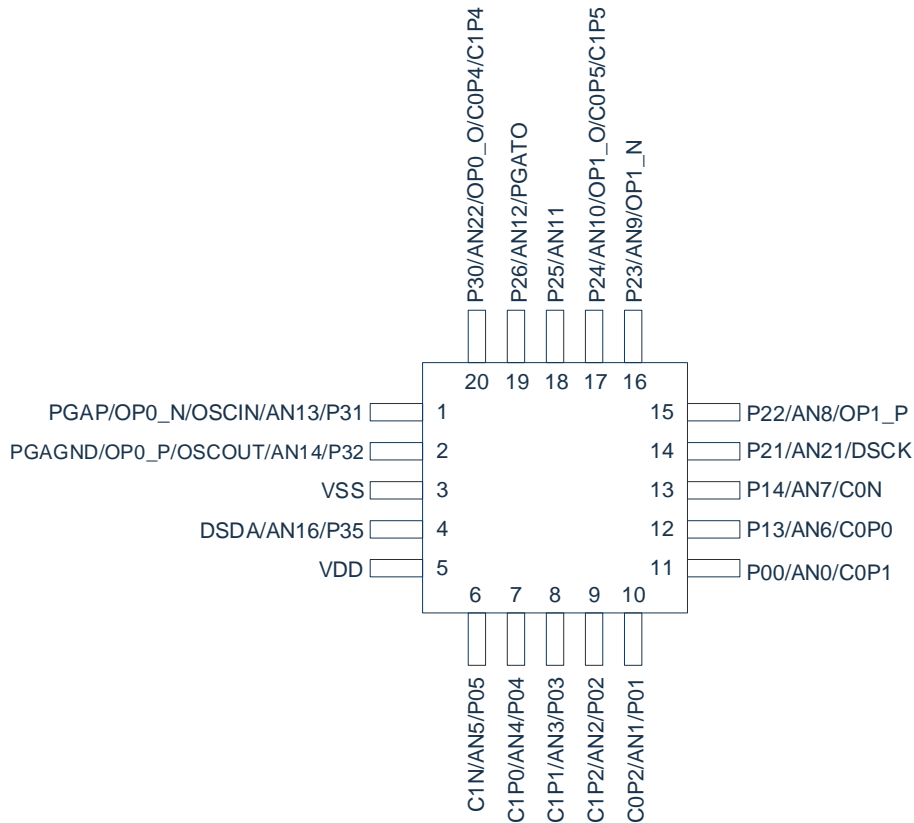 P30/AN22/OP0_O/C0P4/C1P4
P26/AN12/PGATO
P25/AN11
P24/AN10/OP1_O/C0P5/C1P5
P23/AN9/OP1_N
20
19
18
17
16
PGAP/OP0_N/OSCIN/AN13/P31
1
15
P22/AN8/OP1_P
PGAGND/OP0_P/OSCOUT/AN14/P32
2
14
P21/AN21/DSCK
VSS
3
13
P14/AN7/C0N
DSDA/AN16/P35
4
12
P13/AN6/C0P0
VDD
5
11
P00/AN0/C0P1
6
7
8
9
10
C1N/AN5/P05
C1P0/AN4/P04
C1P1/AN3/P03
C1P2/AN2/P02
C0P2/AN1/P01